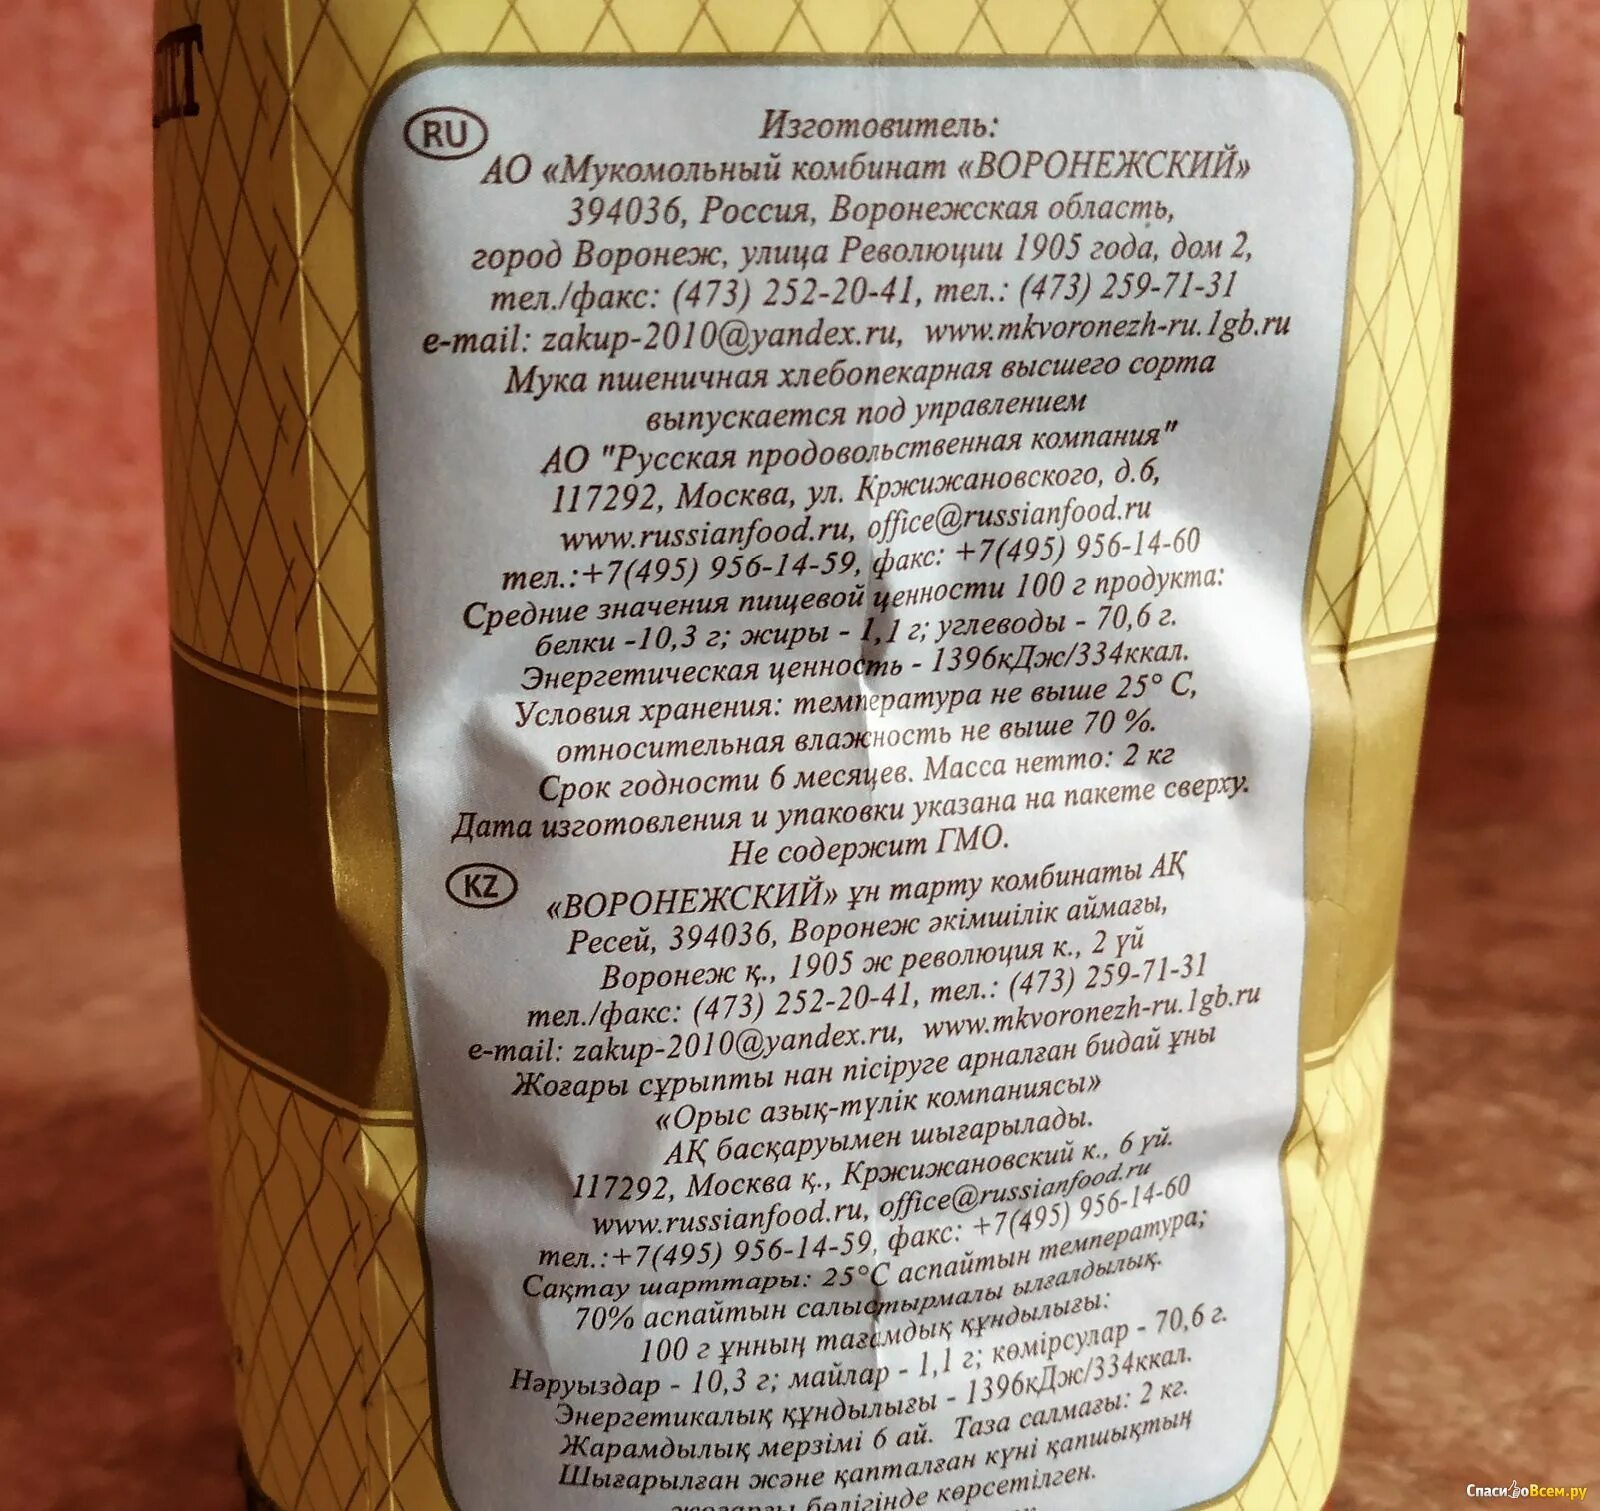 RU
Изготовитель:
АО «Мукомольный комбинат «ВОРОНЕЖСКИЙ»
394036, Россия, Воронежская область,
город Воронеж, улица Революции 1905 года, дом 2,
тел./факс: (473) 252-20-41, тел.: (473) 259-71-31
e-mail: zakup-2010@yandex.ru, www.mkvoronezh-ru.1gb.ru
Мука пшеничная хлебопекарная высшего сорта
выпускается под управлением
АО "Русская продовольственная компания"
117292, Москва, ул. Кржижановского, д.6,
www.russianfood.ru, office@russianfood.ru
тел.:+7(495) 956-14-59, факс: +7(495) 956-14-60
Средние значения пищевой ценности 100 г продукта:
белки -10,3 г; жиры - 1,1 г; углеводы - 70,6 г.
Энергетическая ценность - 1396кДж/334ккал.
Условия хранения: температура не выше 25° С,
относительная влажность не выше 70 %.
Срок годности 6 месяцев. Масса нетто: 2 кг
Дата изготовления и упаковки указана на пакете сверху.
Не содержит ГМО.
KZ
«ВОРОНЕЖСКИЙ» ұн тарту комбинаты АҚ
Ресей, 394036, Воронеж әкімшілік аймағы,
Воронеж қ., 1905 ж революция к., 2 үй
тел./факс: (473) 252-20-41, тел.: (473) 259-71-31
e-mail: zakup-2010@yandex.ru, www.mkvoronezh-ru.1gb.ru
Жоғары сұрыпты нан пісіруге арналған бидай ұны
«Орыс азық-түлік компаниясы»
АҚ басқаруымен шығарылады.
117292, Москва қ., Кржижановский к., 6 үй.
www.russianfood.ru, office@russianfood.ru
тел.:+7(495) 956-14-59, факс: +7(495) 956-14-60
Сақтау шарттары: 25°С аспайтын температура;
70% аспайтын салыстырмалы ылғалдылық.
100 г ұнның тағамдық құндылығы:
Нәруыздар - 10,3 г; майлар - 1,1 г; көмірсулар - 70,6 г.
Энергетикалық құндылығы - 1396кДж/334ккал.
Жарамдылық мерзімі 6 ай. Таза салмағы: 2 кг.
Шығарылған және қапталған күні қапшықтың
жоғарғы бөлігінде көрсетілген.
СпасибоВсем.ру